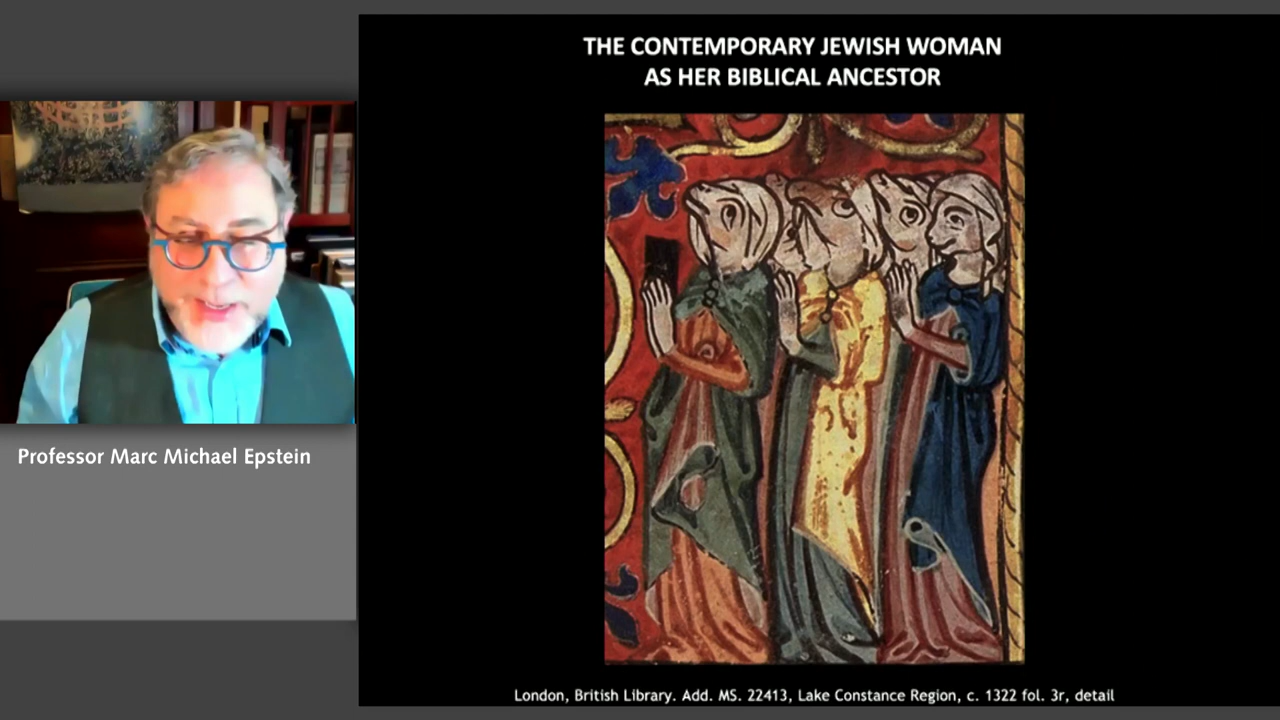 THE CONTEMPORARY JEWISH WOMAN
AS HER BIBLICAL ANCESTOR
Professor Marc Michael Epstein
London, British Library. Add. MS. 22413, Lake Constance Region, c. 1322 fol. 3r, detail